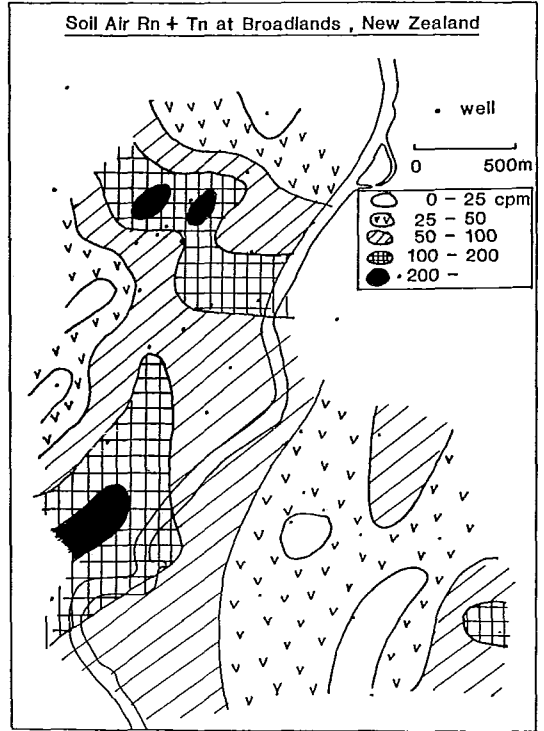 Soil Air Rn + Tn at Broadlands , New Zealand
• well
0 500m
0 - 25 cpm
25 - 50
50 - 100
100 - 200
200 -